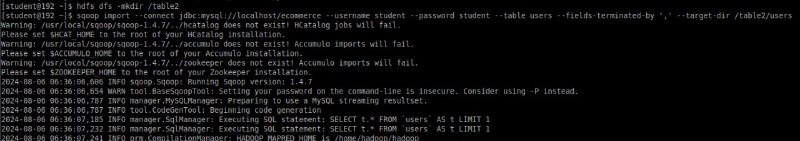 [student@192 ~]$ hdfs dfs -mkdir /table2
[student@192 ~]$ sqoop import --connect jdbc:mysql://localhost/ecommerce --username student --password student --table users --fields-terminated-by ',' --target-dir /table2/users
Warning: /usr/local/sqoop/sqoop-1.4.7/../hcatalog does not exist! HCatalog jobs will fail.
Please set $HCAT_HOME to the root of your HCatalog installation.
Warning: /usr/local/sqoop/sqoop-1.4.7/../accumulo does not exist! Accumulo imports will fail.
Please set $ACCUMULO_HOME to the root of your Accumulo installation.
Warning: /usr/local/sqoop/sqoop-1.4.7/../zookeeper does not exist! Accumulo imports will fail.
Please set $ZOOKEEPER_HOME to the root of your Zookeeper installation.
2024-08-06 06:36:06,606 INFO sqoop.Sqoop: Running Sqoop version: 1.4.7
2024-08-06 06:36:06,654 WARN tool.BaseSqoopTool: Setting your password on the command-line is insecure. Consider using -P instead.
2024-08-06 06:36:06,787 INFO manager.MySQLManager: Preparing to use a MySQL streaming resultset.
2024-08-06 06:36:06,787 INFO tool.CodeGenTool: Beginning code generation
2024-08-06 06:36:07,185 INFO manager.SqlManager: Executing SQL statement: SELECT t.* FROM `users` AS t LIMIT 1
2024-08-06 06:36:07,232 INFO manager.SqlManager: Executing SQL statement: SELECT t.* FROM `users` AS t LIMIT 1
2024-08-06 06:36:07,241 INFO orm.CompilationManager: HADOOP_MAPRED_HOME is /home/hadoop/hadoop